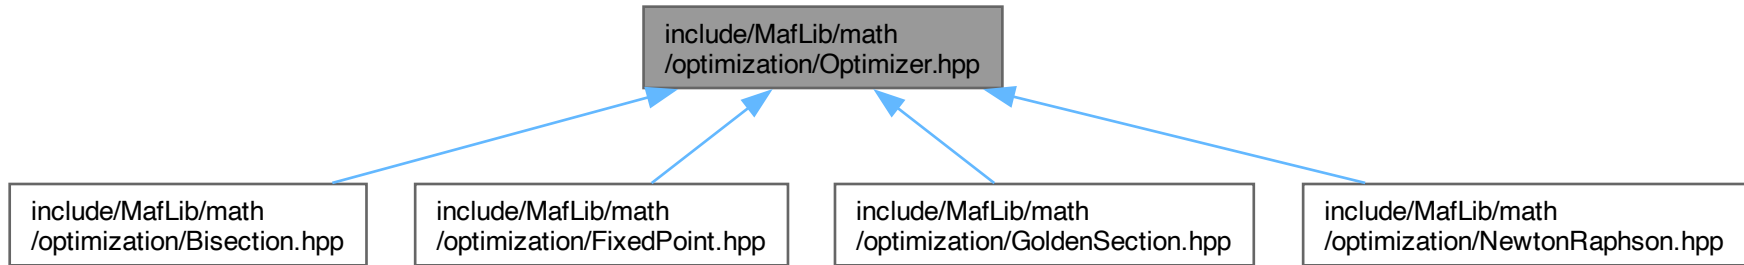 include/MafLib/math
/optimization/Optimizer.hpp
include/MafLib/math
/optimization/Bisection.hpp
include/MafLib/math
/optimization/FixedPoint.hpp
include/MafLib/math
/optimization/GoldenSection.hpp
include/MafLib/math
/optimization/NewtonRaphson.hpp